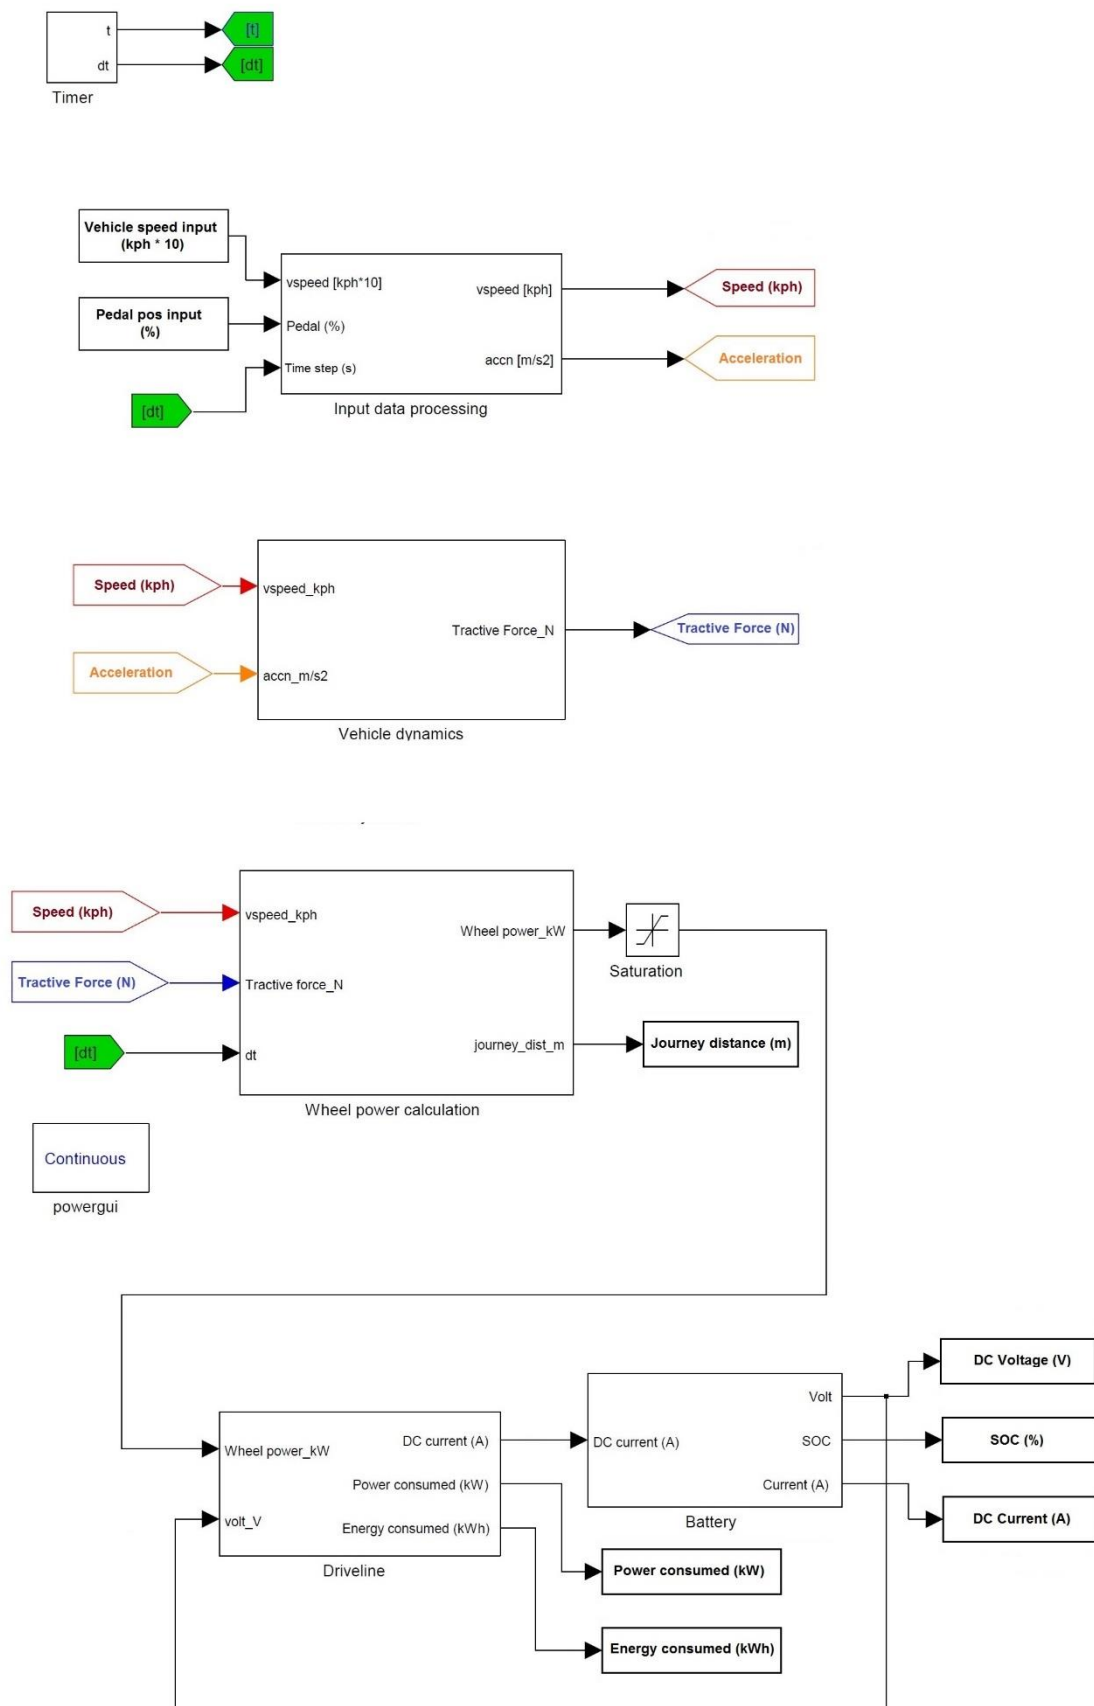 t
[t]
dt
[dt]
Timer
Vehicle speed input
(kph * 10)
vspeed [kph*10]
vspeed [kph]
Speed (kph)
Pedal pos input
(%)
Pedal (%)
accn [m/s2]
Acceleration
Time step (s)
[dt]
Input data processing
Speed (kph)
vspeed_kph
Tractive Force_N
Tractive Force (N)
Acceleration
accn_m/s2
Vehicle dynamics
Speed (kph)
vspeed_kph
Wheel power_kW
Saturation
Tractive Force (N)
Tractive force_N
[dt]
dt
journey_dist_m
Journey distance (m)
Wheel power calculation
Continuous
powergui
DC Voltage (V)
Volt
Wheel power_kW
DC current (A)
DC current (A)
SOC
SOC (%)
Power consumed (kW)
Current (A)
volt_V
Energy consumed (kWh)
Battery
DC Current (A)
Driveline
Power consumed (kW)
Energy consumed (kWh)